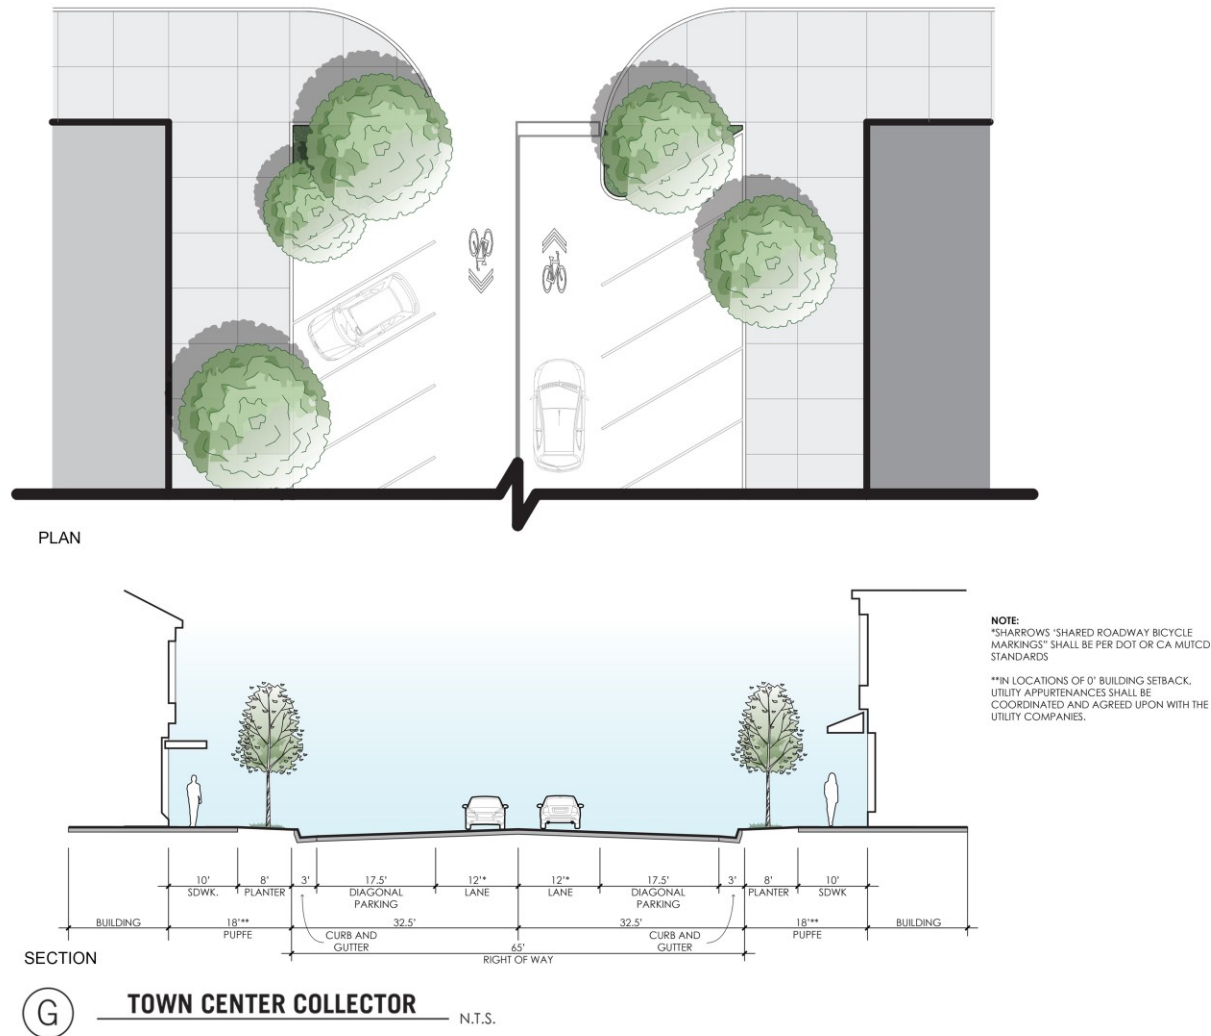 PLAN
NOTE:
*SHARROWS "SHARED ROADWAY BICYCLE
MARKINGS" SHALL BE PER DOT OR CA MUTCD
STANDARDS
**IN LOCATIONS OF 0' BUILDING SETBACK,
UTILITY APPURTENANCES SHALL BE
COORDINATED AND AGREED UPON WITH THE
UTILITY COMPANIES.
10' 8' 3' 17.5' 12'* 12'* 17.5' 3' 8' 10'
SDWK. PLANTER DIAGONAL PARKING LANE LANE DIAGONAL PARKING PLANTER SDWK
BUILDING 18'** 32.5' 32.5' 18'** BUILDING
PUPFE CURB AND GUTTER CURB AND GUTTER PUPFE
65'
RIGHT OF WAY
SECTION
G TOWN CENTER COLLECTOR N.T.S.